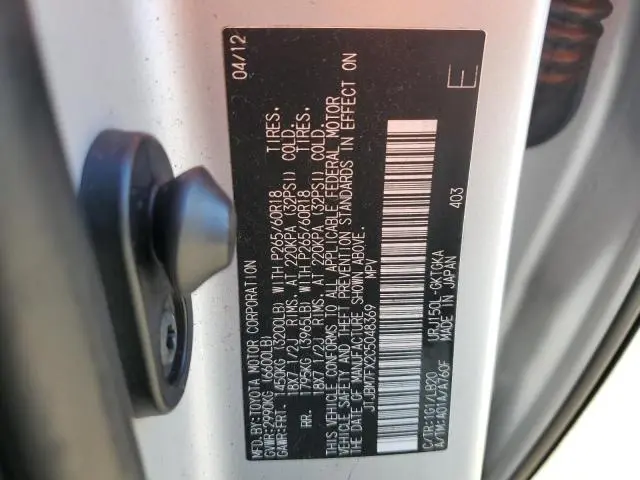 MFD.BY:TOYOTA MOTOR CORPORATION 04/12
GVWR:2990KG (6600LB)
GAWR:FRT. 1450KG (3200LB) WITH P265/60R18 TIRES.
18X7 1/2J RIMS. AT 220KPA (32PSI) COLD.
RR. 1795KG (3965LB) WITH P265/60R18 TIRES.
18X7 1/2J RIMS. AT 220KPA (32PSI) COLD.
THIS VEHICLE CONFORMS TO ALL APPLICABLE FEDERAL MOTOR
VEHICLE SAFETY AND THEFT PREVENTION STANDARDS IN EFFECT ON
THE DATE OF MANUFACTURE SHOWN ABOVE.
JTJBM7FX2C5048369 MPV E
403
C/TR:1G1/LB20 URJ150L-GKTGKA
A/TM:A01A/A760F MADE IN JAPAN